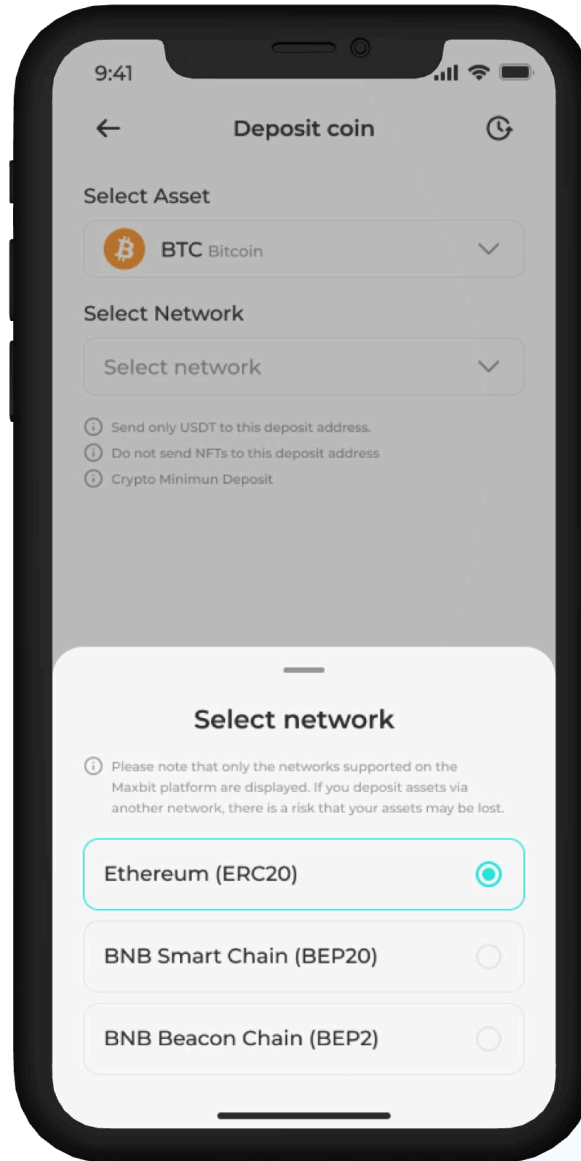 9:41
Deposit coin
Select Asset
BTC Bitcoin
Select Network
Select network
Send only USDT to this deposit address.
Do not send NFTs to this deposit address
Crypto Minimun Deposit
Select network
Please note that only the networks supported on the
Maxbit platform are displayed. If you deposit assets via
another network, there is a risk that your assets may be lost.
Ethereum (ERC20)
BNB Smart Chain (BEP20)
BNB Beacon Chain (BEP2)